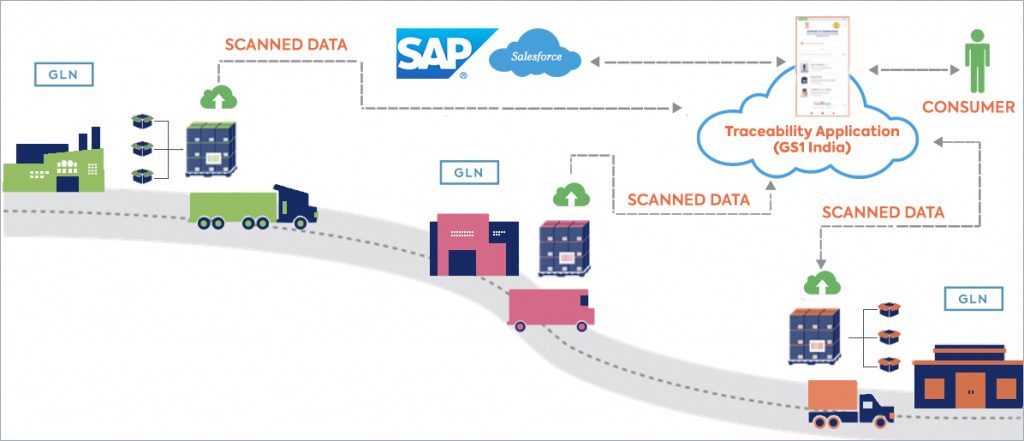 SCANNED DATA
SAP
®
Salesforce
GLN
CONSUMER
Traceability Application
(GS1 India)
GLN
SCANNED DATA
SCANNED DATA
GLN